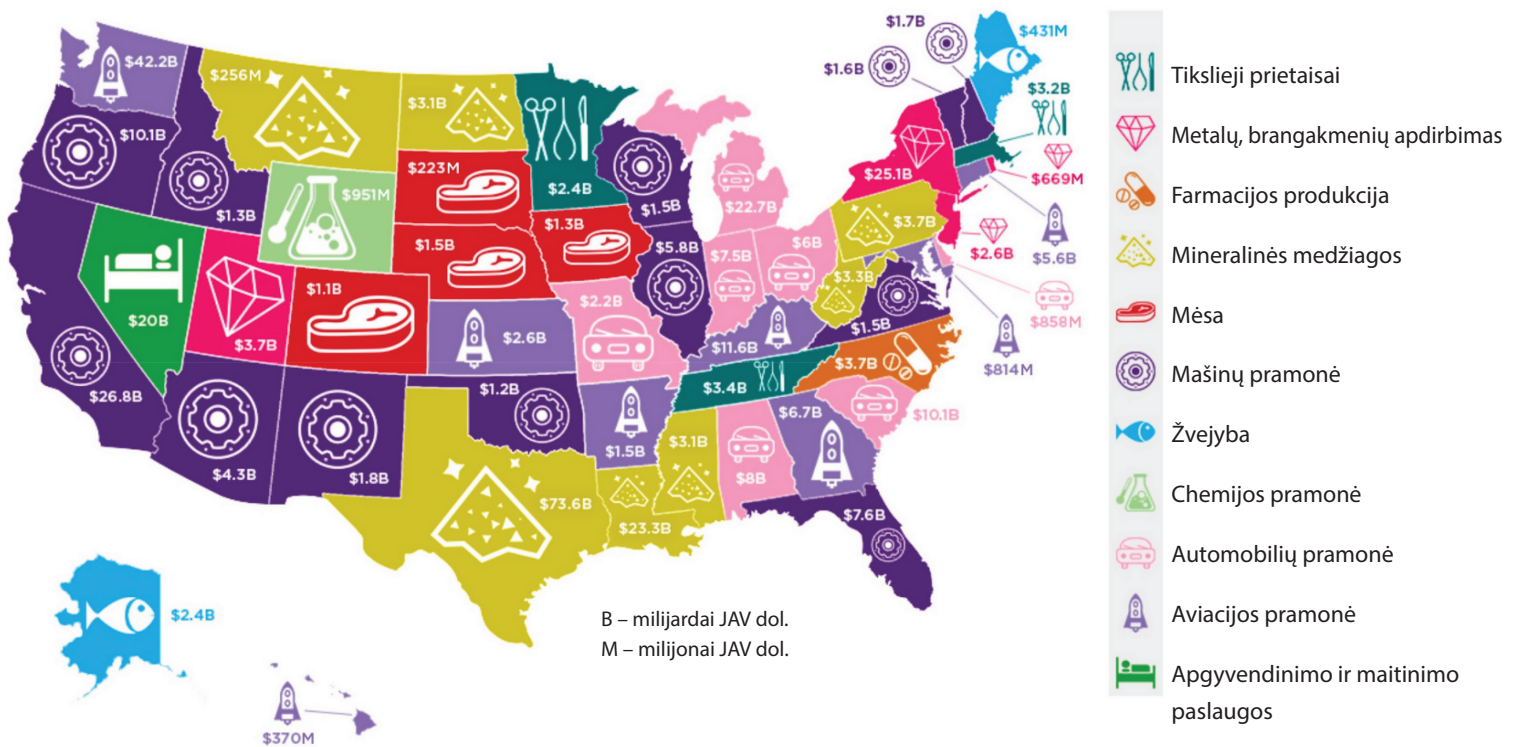 $1.7B
$431M
$42.2B
$1.6B
$256M
$3.1B
$3.2B
$10.1B
$223M
$25.1B
$669M
$951M
$2.4B
$22.7B
$1.3B
$1.5B
$1.3B
$3.7B
$1.5B
$5.8B
$7.5B
$6B
$2.6B
$5.6B
$3.3B
$1.1B
$2.2B
$20B
$3.7B
$2.6B
$11.6B
$1.5B
$858M
$814M
$26.8B
$1.2B
$3.4B
$3.7B
$4.3B
$1.8B
$1.5B
$3.1B
$8B
$6.7B
$10.1B
$73.6B
$23.3B
$7.6B
$2.4B
$370M
B – milijardai JAV dol.
M – milijonai JAV dol.
Tikslieji prietaisai
Metalų, brangakmenių apdirbimas
Farmacijos produkcija
Mineralinės medžiagos
Mėsa
Mašinų pramonė
Žvejyba
Chemijos pramonė
Automobilių pramonė
Aviacijos pramonė
Apgyvendinimo ir maitinimo
paslaugos